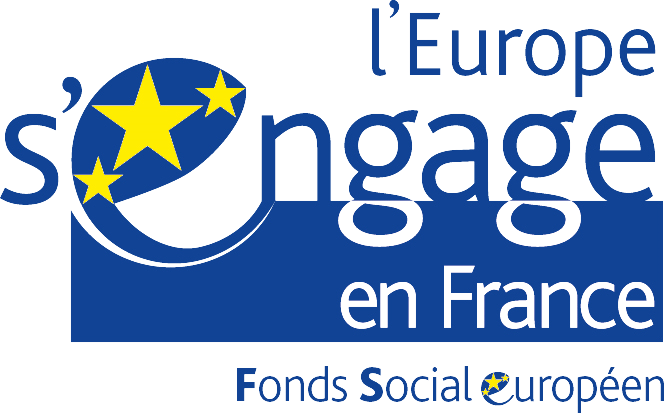 l'Europe
s'engage
en France
Fonds Social européen